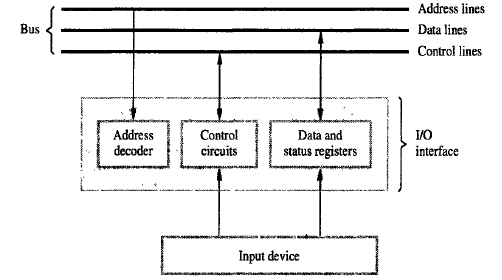 Address lines
Bus
Data lines
Control lines
Address
decoder
Control
circuits
Data and
status registers
I/O
interface
Input device